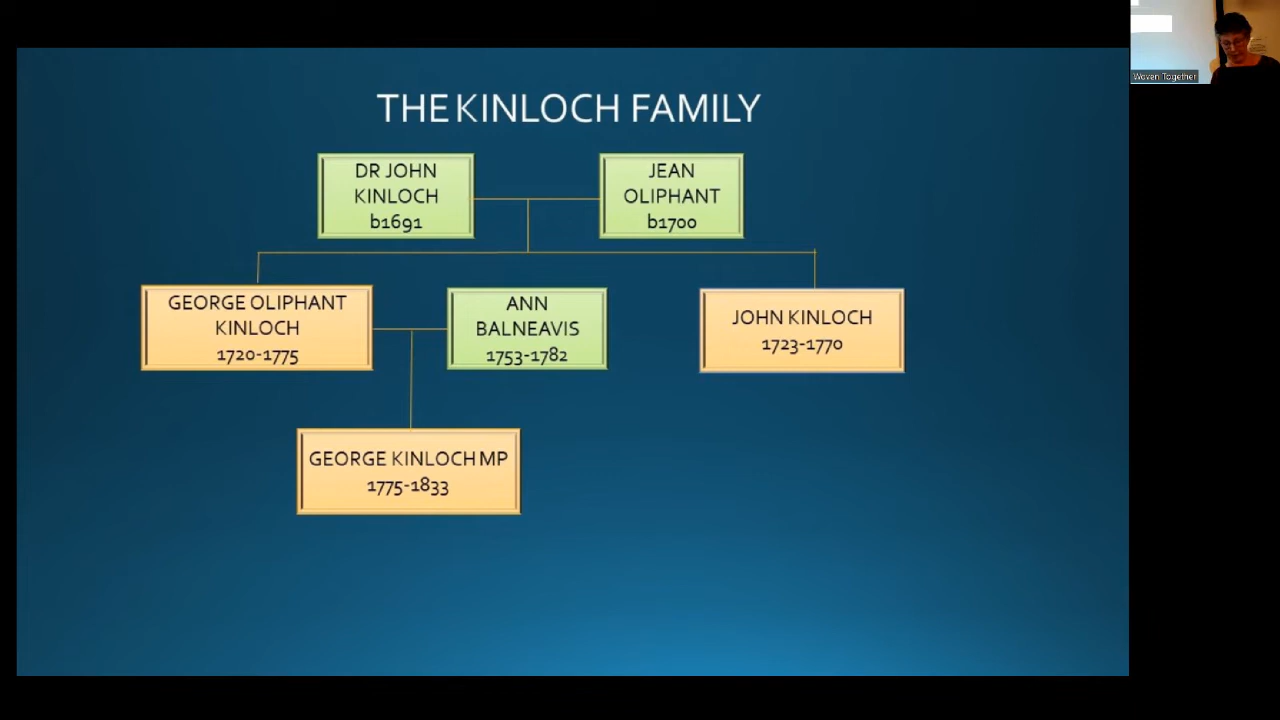 THE KINLOCH FAMILY
DR JOHN
KINLOCH
b1691
JEAN
OLIPHANT
b1700
GEORGE OLIPHANT
KINLOCH
1720-1775
ANN
BALNEAVIS
1753-1782
JOHN KINLOCH
1723-1770
GEORGE KINLOCH MP
1775-1833
Woven Together